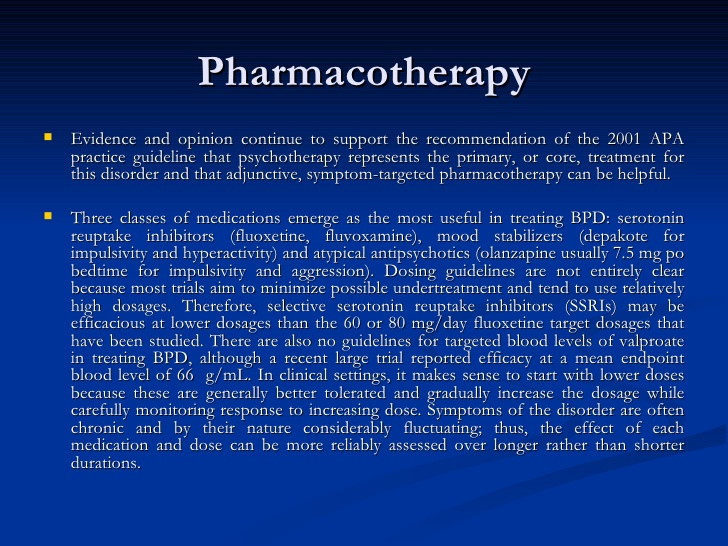 Pharmacotherapy
Evidence and opinion continue to support the recommendation of the 2001 APA
practice guideline that psychotherapy represents the primary, or core, treatment for
this disorder and that adjunctive, symptom-targeted pharmacotherapy can be helpful.
Three classes of medications emerge as the most useful in treating BPD: serotonin
reuptake inhibitors (fluoxetine, fluvoxamine), mood stabilizers (depakote for
impulsivity and hyperactivity) and atypical antipsychotics (olanzapine usually 7.5 mg po
bedtime for impulsivity and aggression). Dosing guidelines are not entirely clear
because most trials aim to minimize possible undertreatment and tend to use relatively
high dosages. Therefore, selective serotonin reuptake inhibitors (SSRIs) may be
efficacious at lower dosages than the 60 or 80 mg/day fluoxetine target dosages that
have been studied. There are also no guidelines for targeted blood levels of valproate
in treating BPD, although a recent large trial reported efficacy at a mean endpoint
blood level of 66 g/mL. In clinical settings, it makes sense to start with lower doses
because these are generally better tolerated and gradually increase the dosage while
carefully monitoring response to increasing dose. Symptoms of the disorder are often
chronic and by their nature considerably fluctuating; thus, the effect of each
medication and dose can be more reliably assessed over longer rather than shorter
durations.